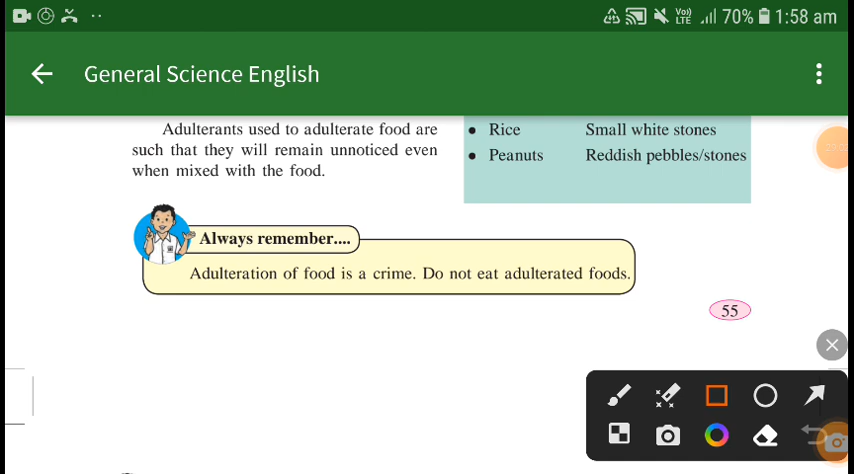 Vo))
LTE
70%
1:58 am
General Science English
Adulterants used to adulterate food are
such that they will remain unnoticed even
when mixed with the food.
• Rice Small white stones
• Peanuts Reddish pebbles/stones
Always remember....
Adulteration of food is a crime. Do not eat adulterated foods.
55